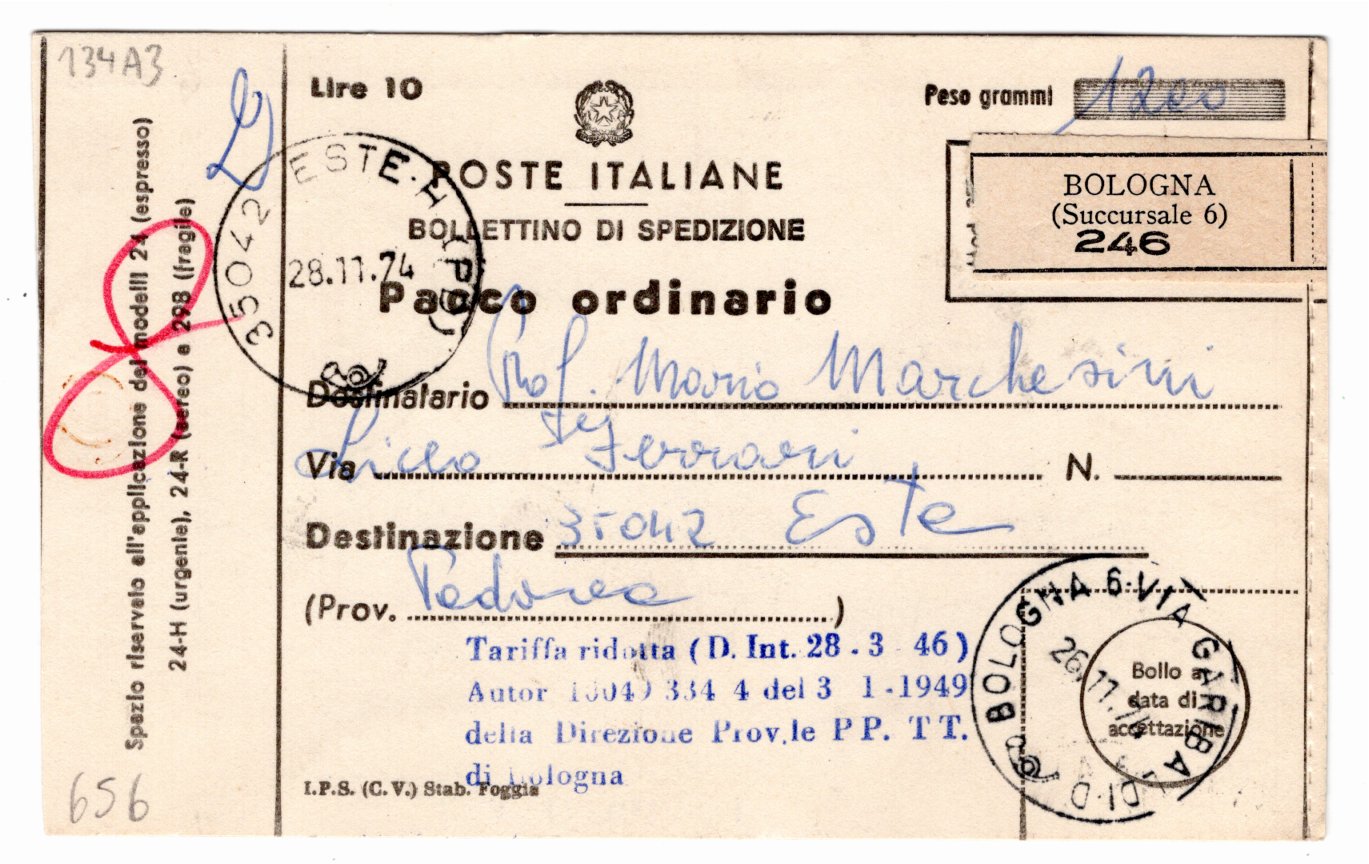 134A3
Lire 10
Peso grammi 1200
POSTE ITALIANE
BOLLETTINO DI SPEDIZIONE
Pacco ordinario
BOLOGNA
(Succursale 6)
246
35042 ESTE-H (PD)
28.11.74
Destinatario Prof. Mario Marchesini
Via Liceo Ferrari N.
Destinazione 35042 Este
(Prov. Padova)
Tariffa ridotta (D. Int. 28 - 3 46)
Autor 334 4 del 3 1-1949
della Direzione Prov.le PP. TT.
di Bologna
I.P.S. (C. V.) Stab. Foggia
BOLOGNA 6-VIA GARIBALDI-D
26.11.74
Bollo a
data di
accettazione
Spazio riservato all'applicazione dei modelli 24 (espresso)
24-H (urgente), 24-R (aereo) e 298 (fragile)
656